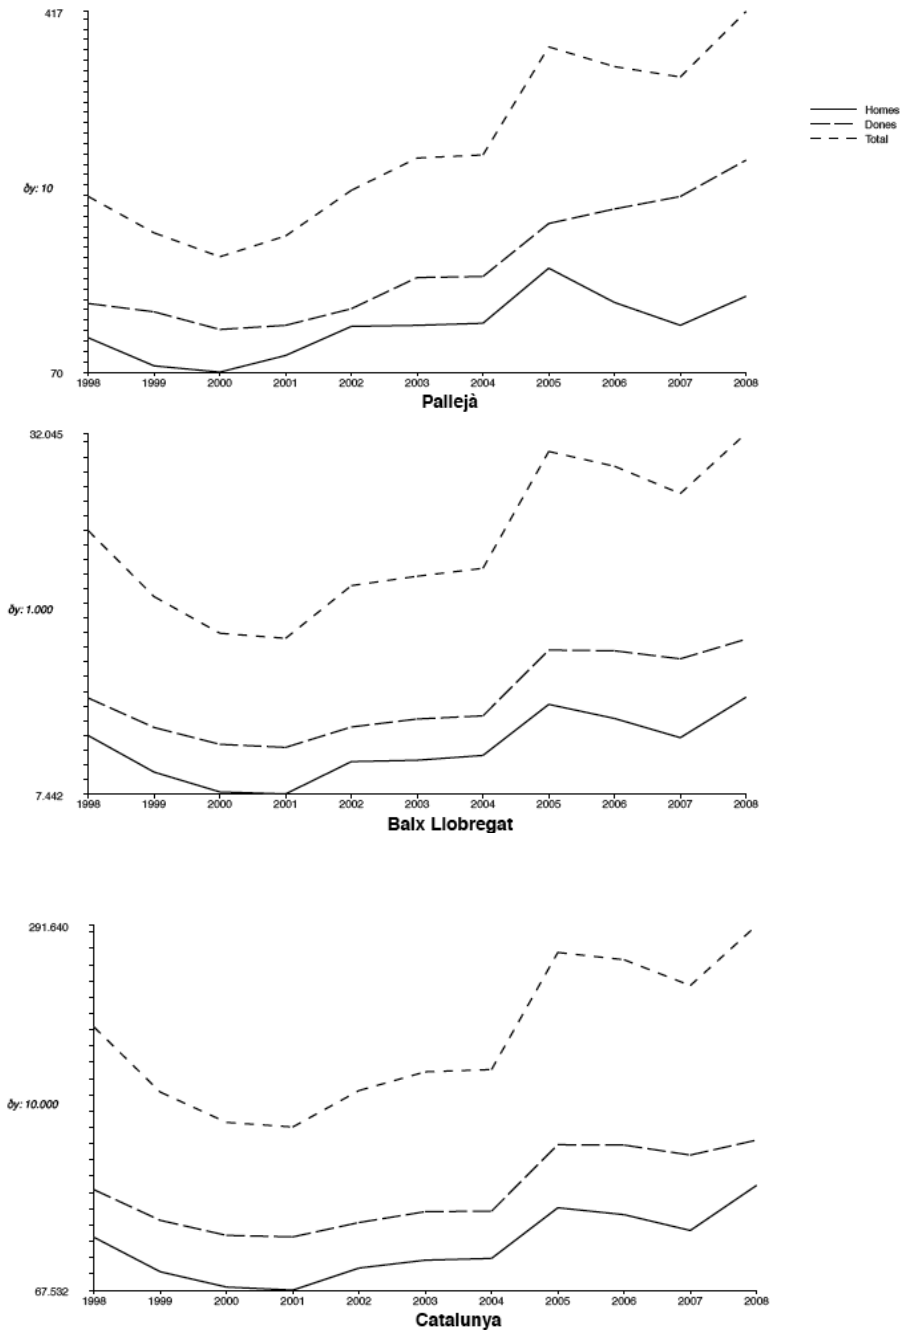 417
Homes
Dones
Total
δy: 10
70
1998 1999 2000 2001 2002 2003 2004 2005 2006 2007 2008
Pallejà
32.045
δy: 1.000
7.442
1998 1999 2000 2001 2002 2003 2004 2005 2006 2007 2008
Baix Llobregat
291.640
δy: 10.000
67.532
1998 1999 2000 2001 2002 2003 2004 2005 2006 2007 2008
Catalunya